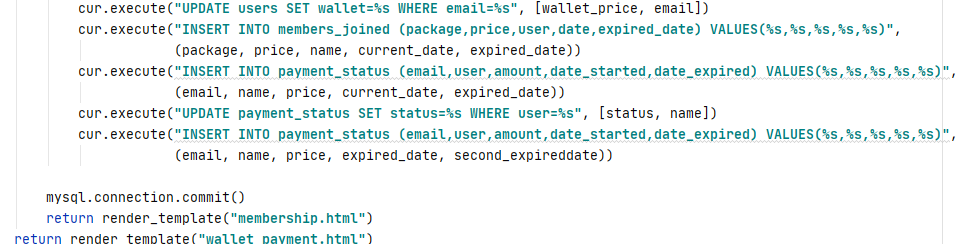 cur.execute("UPDATE users SET wallet=%s WHERE email=%s", [wallet_price, email])
cur.execute("INSERT INTO members_joined (package,price,user,date,expired_date) VALUES(%s,%s,%s,%s,%s)",
(package, price, name, current_date, expired_date))
cur.execute("INSERT INTO payment_status (email,user,amount,date_started,date_expired) VALUES(%s,%s,%s,%s,%s)",
(email, name, price, current_date, expired_date))
cur.execute("UPDATE payment_status SET status=%s WHERE user=%s", [status, name])
cur.execute("INSERT INTO payment_status (email,user,amount,date_started,date_expired) VALUES(%s,%s,%s,%s,%s)",
(email, name, price, expired_date, second_expireddate))
mysql.connection.commit()
return render_template("membership.html")
return render_template("wallet_payment.html")